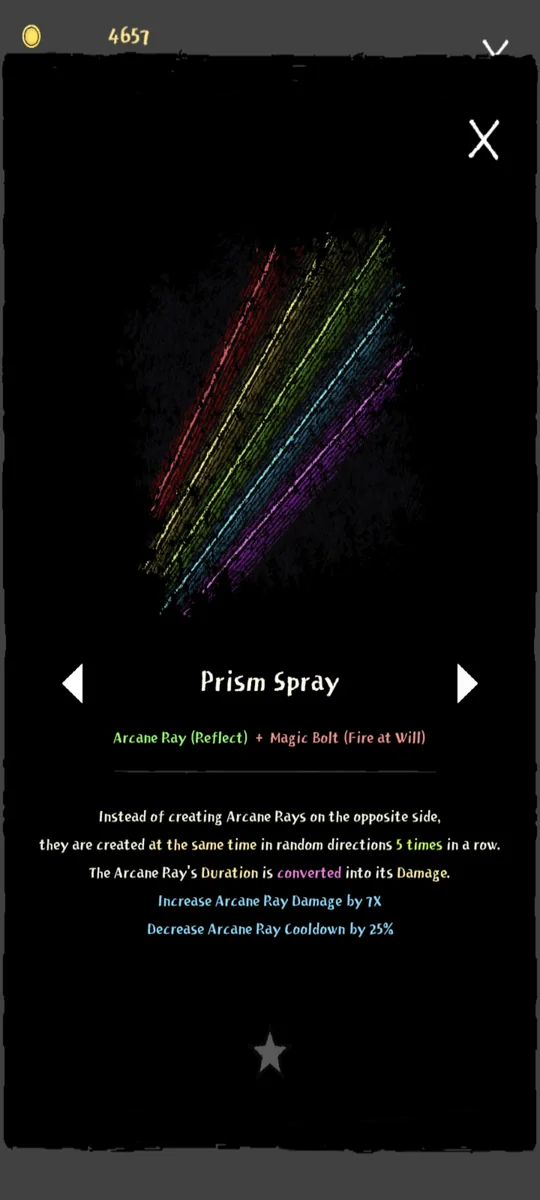 4657
X
Prism Spray
Arcane Ray (Reflect) + Magic Bolt (Fire at Will)
Instead of creating Arcane Rays on the opposite side,
they are created at the same time in random directions 5 times in a row.
The Arcane Ray's Duration is converted into its Damage.
Increase Arcane Ray Damage by 7X
Decrease Arcane Ray Cooldown by 25%